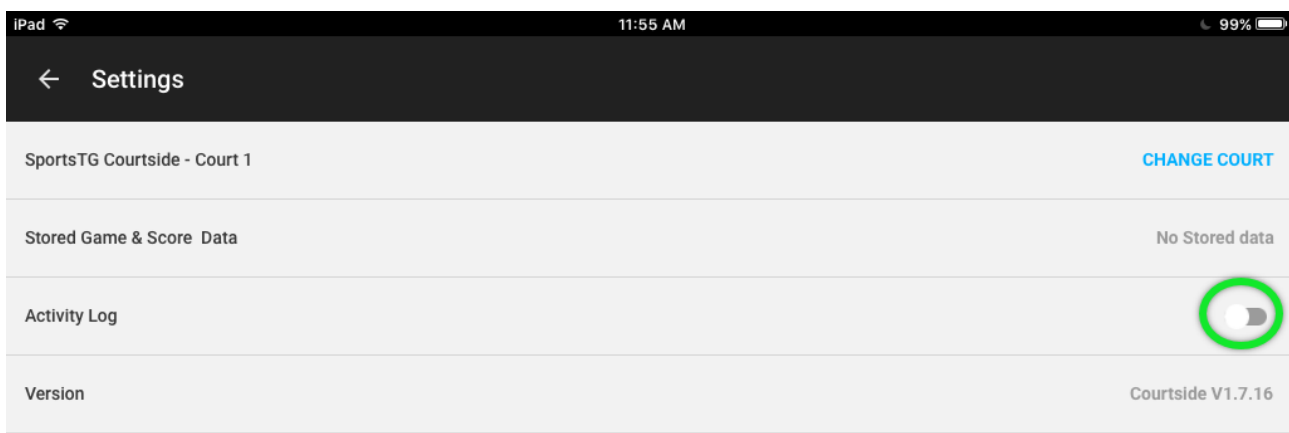 iPad 11:55 AM 99%
Settings
SportsTG Courtside - Court 1 CHANGE COURT
Stored Game & Score Data No Stored data
Activity Log
Version Courtside V1.7.16